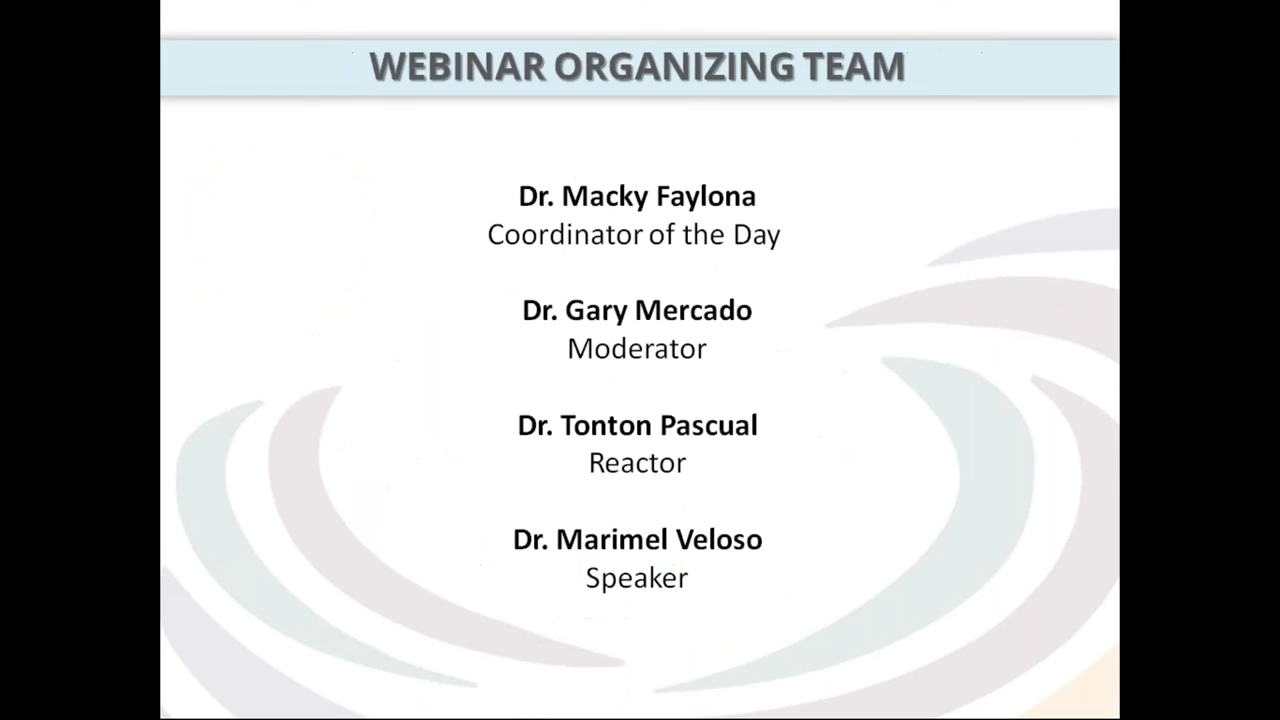 WEBINAR ORGANIZING TEAM
Dr. Macky Faylona
Coordinator of the Day
Dr. Gary Mercado
Moderator
Dr. Tonton Pascual
Reactor
Dr. Marimel Veloso
Speaker